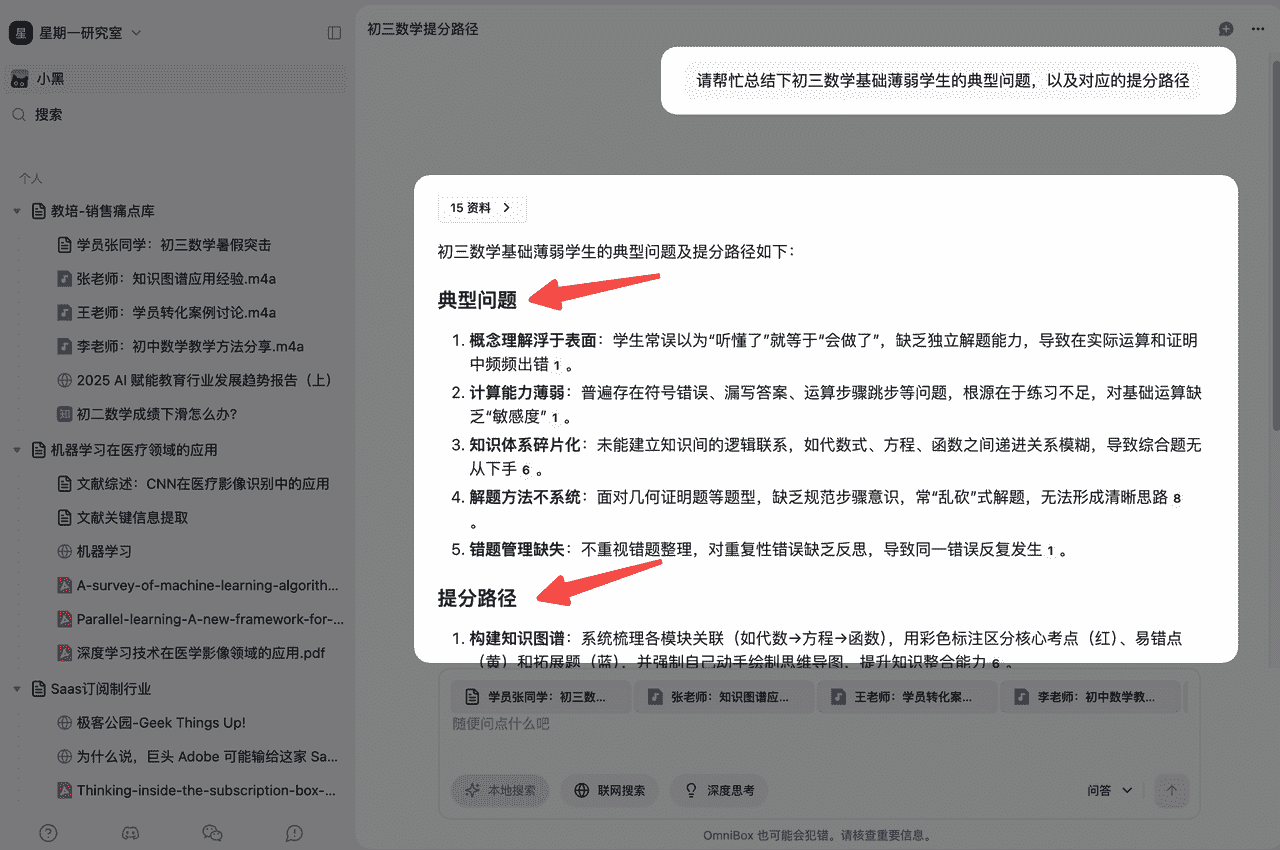 星 星期一研究室
小黑
搜索
个人
教培-销售痛点库
学员张同学：初三数学暑假突击
张老师：知识图谱应用经验.m4a
王老师：学员转化案例讨论.m4a
李老师：初中数学教学方法分享.m4a
2025 AI 赋能教育行业发展趋势报告（上）
知 初二数学成绩下滑怎么办?
机器学习在医疗领域的应用
文献综述：CNN在医疗影像识别中的应用
文献关键信息提取
机器学习
A-survey-of-machine-learning-algorith...
Parallel-learning-A-new-framework-for-...
深度学习技术在医学影像领域的应用.pdf
Saas订阅制行业
极客公园-Geek Things Up!
为什么说，巨头 Adobe 可能输给这家 Sa...
Thinking-inside-the-subscription-box-...
初三数学提分路径
请帮忙总结下初三数学基础薄弱学生的典型问题，以及对应的提分路径
15 资料
初三数学基础薄弱学生的典型问题及提分路径如下：
典型问题
1. 概念理解浮于表面：学生常误以为“听懂了”就等于“会做了”，缺乏独立解题能力，导致在实际运算和证明
中频频出错 1 。
2. 计算能力薄弱：普遍存在符号错误、漏写答案、运算步骤跳步等问题，根源在于练习不足，对基础运算缺
乏“敏感度” 1 。
3. 知识体系碎片化：未能建立知识间的逻辑联系，如代数式、方程、函数之间递进关系模糊，导致综合题无
从下手 6 。
4. 解题方法不系统：面对几何证明题等题型，缺乏规范步骤意识，常“乱砍”式解题，无法形成清晰思路 8
。
5. 错题管理缺失：不重视错题整理，对重复性错误缺乏反思，导致同一错误反复发生 1 。
提分路径
1. 构建知识图谱：系统梳理各模块关联（如代数→方程→函数），用彩色标注区分核心考点（红）、易错点
（黄）和拓展题（蓝），并强制自己动手绘制思维导图，提升知识整合能力 6 。
学员张同学：初三数...
张老师：知识图谱应...
王老师：学员转化案...
李老师：初中数学教...
随便问点什么吧
本地搜索
联网搜索
深度思考
问答
OmniBox 也可能会犯错。请核查重要信息。